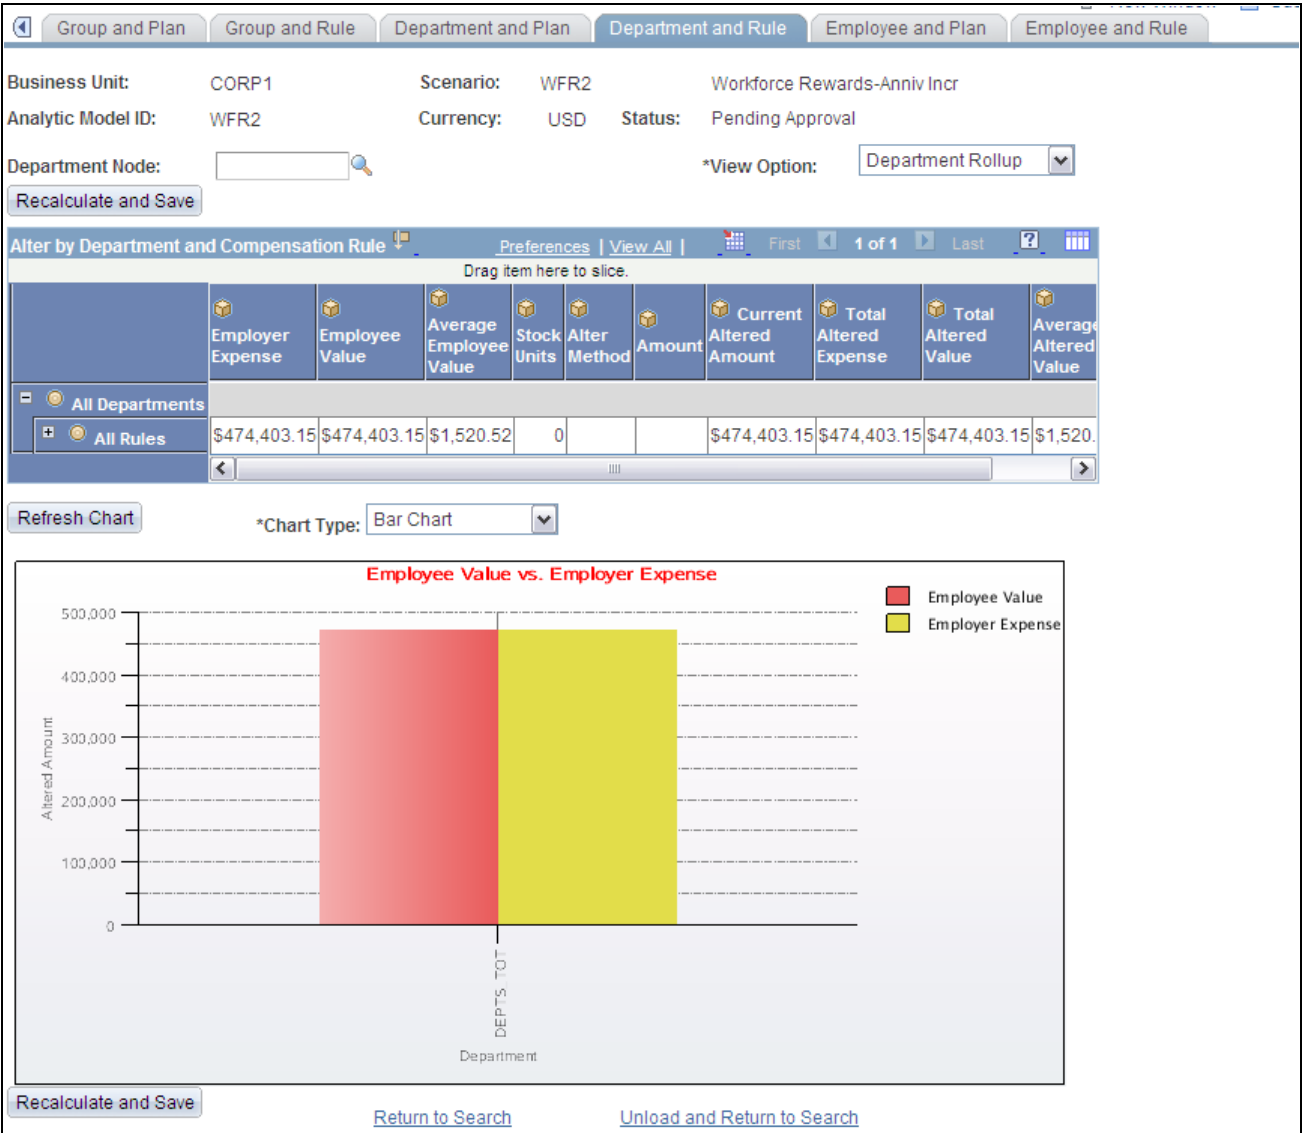 Group and Plan Group and Rule Department and Plan Department and Rule Employee and Plan Employee and Rule
Business Unit: CORP1 Scenario: WFR2 Workforce Rewards-Anniv Incr
Analytic Model ID: WFR2 Currency: USD Status: Pending Approval
Department Node: *View Option: Department Rollup
Recalculate and Save
Alter by Department and Compensation Rule Preferences | View All | First 1 of 1 Last
Drag item here to slice.
Employer Expense Employee Value Average Employee Value Stock Units Alter Method Amount Current Altered Amount Total Altered Expense Total Altered Value Average Altered Value
All Departments
All Rules $474,403.15 $474,403.15 $1,520.52 0 $474,403.15 $474,403.15 $474,403.15 $1,520.
Refresh Chart *Chart Type: Bar Chart
Employee Value vs. Employer Expense
Employee Value
Employer Expense
500,000
400,000
300,000
200,000
100,000
0
Altered Amount
DEPTS_TOT
Department
Recalculate and Save
Return to Search Unload and Return to Search